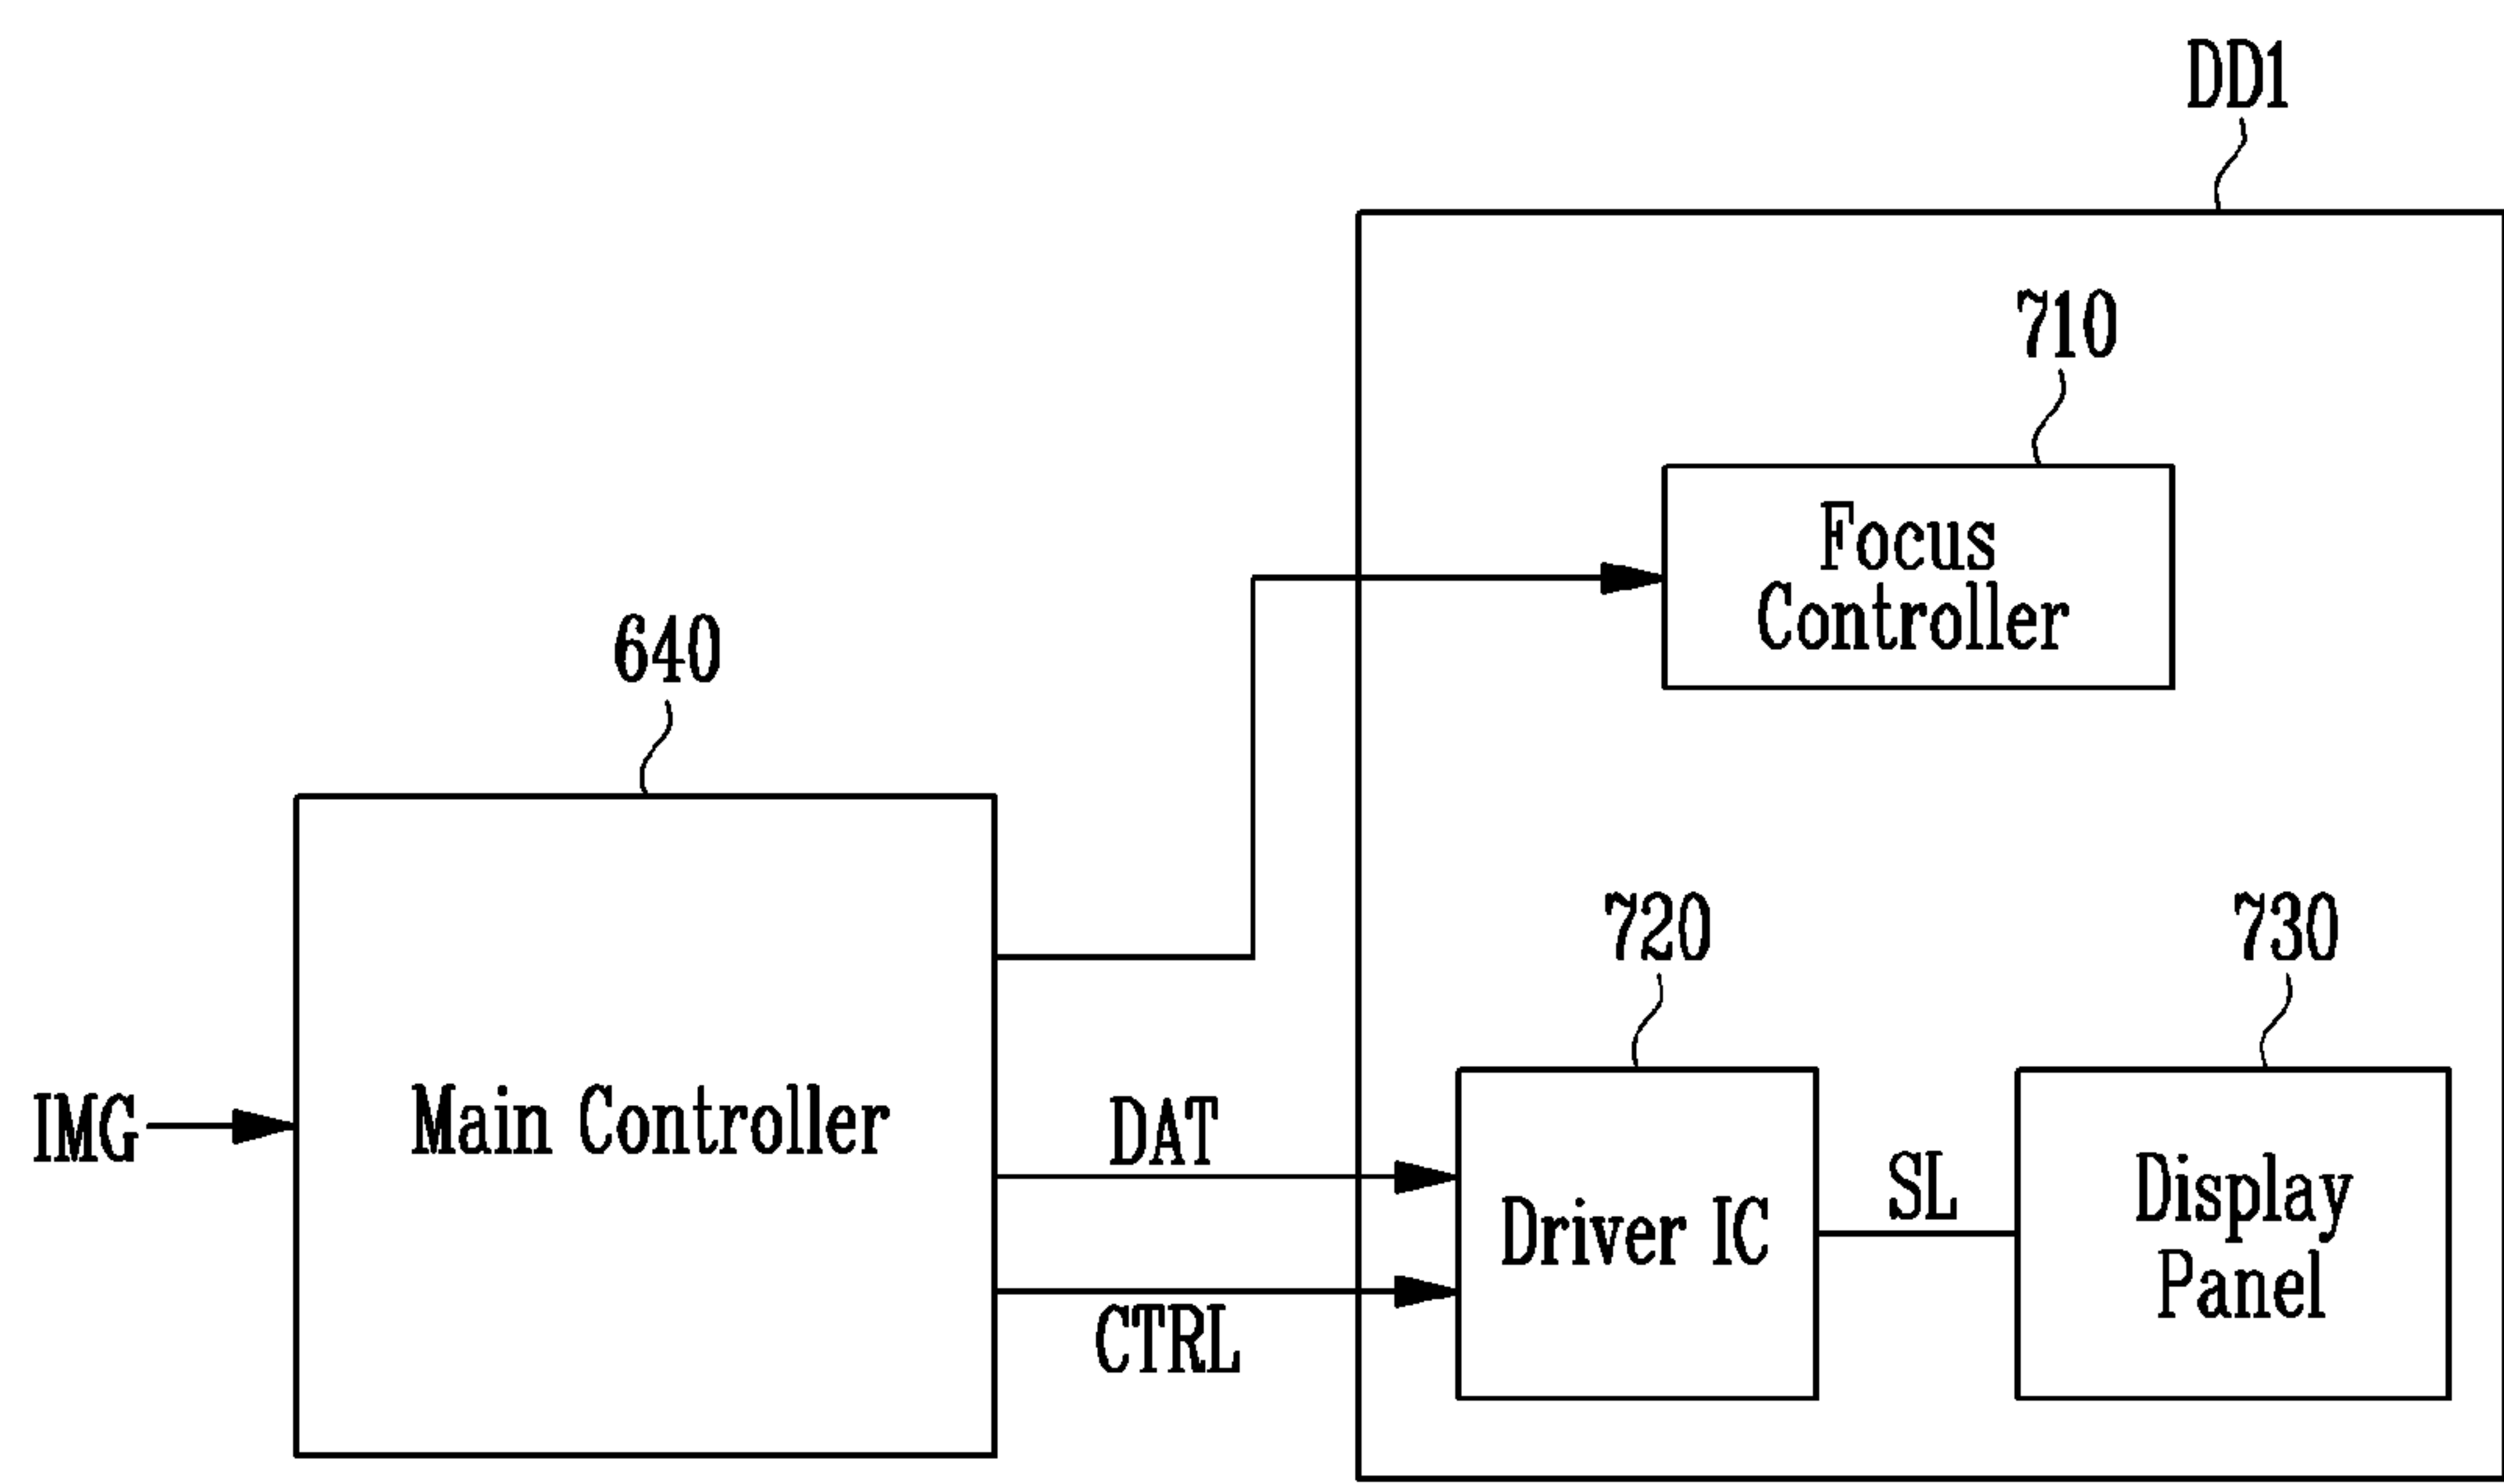 DD1
710
Focus
Controller
640
720
730
IMG
Main Controller
DAT
CTRL
Driver IC
SL
Display
Panel